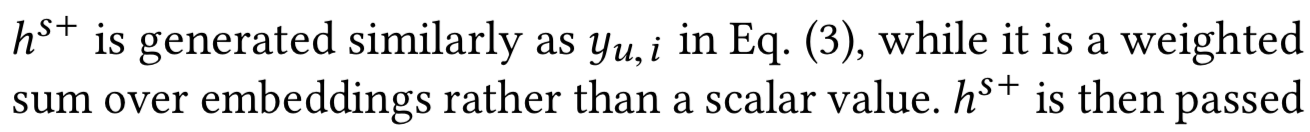 h^{s+} is generated similarly as y_{u,i} in Eq. (3), while it is a weighted
sum over embeddings rather than a scalar value. h^{s+} is then passed